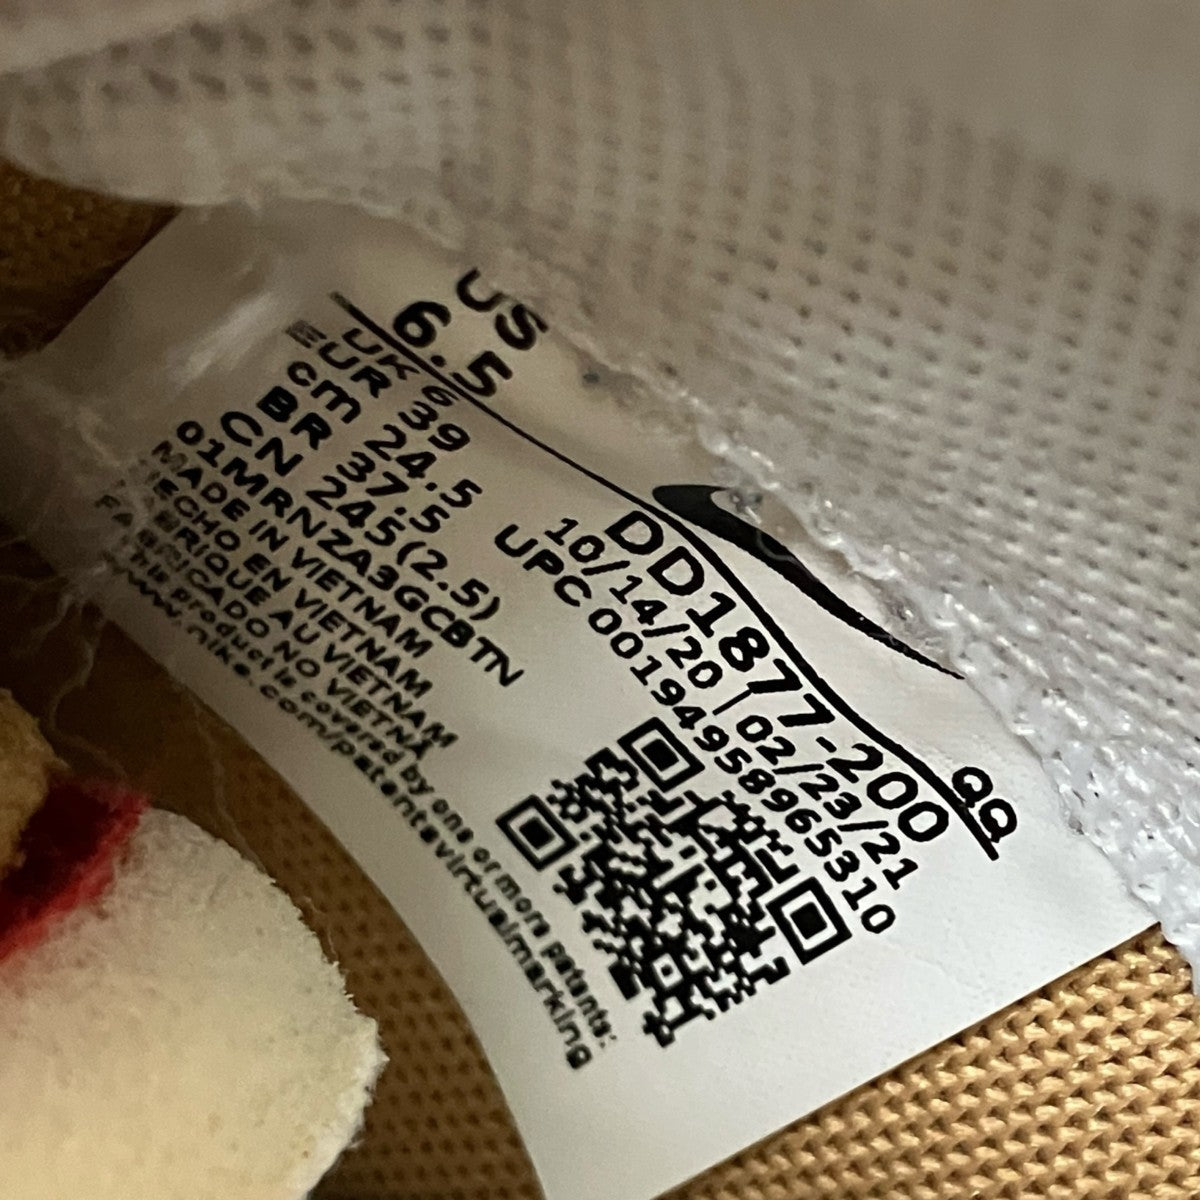 US
6.5
UK 6
EUR 39
cm 24.5
BR 37.5
CN 245(2.5)
01MRNZA3GCBTN
MADE IN VIETNAM
HECHO EN VIETNAM
FABRIQUE AU VIETNAM
FABRICADO NO VIETNÃ
This product is covered by one or more patents:
www.nike.com/patentsvirtualmarking
QQ
DD1877-200
10/14/20 | 02/23/21
UPC 00194958965310